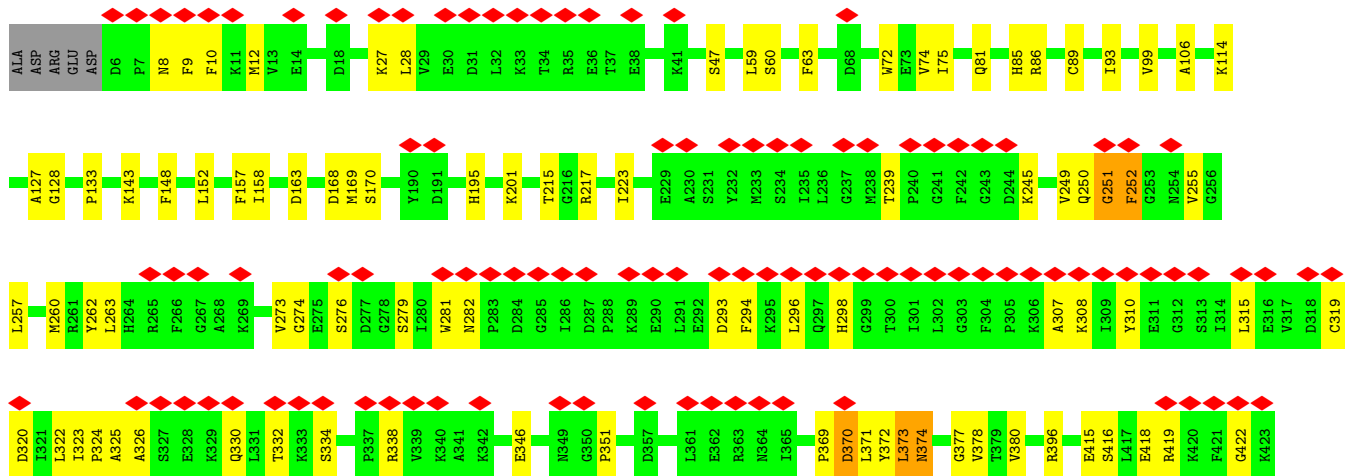 ALA ASP ARG GLU ASP D6 P7 N8 F9 F10 K11 M12 V13 E14 D18 K27 L28 V29 E30 D31 L32 K33 T34 R35 E36 T37 E38 K41 S47 L59 S60 F63 D68 W72 E73 V74 I75 Q81 H85 R86 C89 I93 V99 A106 K114
A127 G128 P133 K143 F148 L152 F157 I158 D163 D168 M169 S170 Y190 D191 H195 K201 T215 G216 R217 I223 E229 A230 S231 Y232 M233 S234 I235 L236 G237 M238 T239 P240 G241 F242 G243 D244 K245 V249 Q250 G251 F252 G253 N254 V255 G256
L257 M260 R261 Y262 L263 H264 R265 F266 G267 A268 K269 V273 G274 E275 S276 D277 G278 S279 I280 W281 N282 P283 D284 G285 I286 D287 P288 K289 E290 L291 E292 D293 F294 K295 L296 Q297 H298 G299 T300 I301 L302 G303 F304 P305 K306 A307 K308 I309 Y310 E311 G312 S313 I314 L315 E316 V317 D318 C319
D320 I321 L322 I323 P324 A325 A326 S327 E328 K329 Q330 L331 T332 K333 S334 P337 R338 V339 K340 A341 K342 E346 N349 G350 P351 D357 L361 E362 R363 N364 I365 P369 D370 L371 Y372 L373 N374 G377 V378 T379 V380 R396 E415 S416 L417 E418 R419 K420 F421 G422 K423